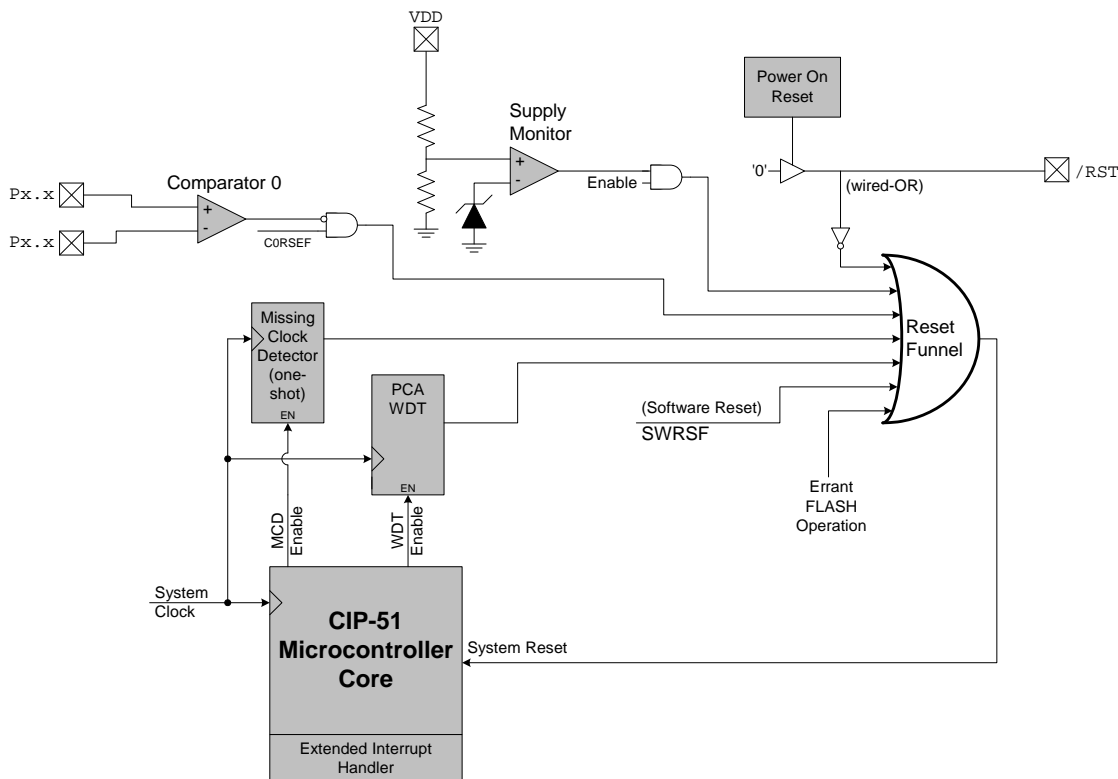 VDD
Power On
Reset
Supply
Monitor
+
-
Enable
'0'
/RST
(wired-OR)
Px.x
Comparator 0
+
-
Px.x
C0RSEF
Missing
Clock
Detector
(one-
shot)
EN
Reset
Funnel
PCA
WDT
EN
(Software Reset)
SWRSF
Errant
FLASH
Operation
MCD
Enable
WDT
Enable
System
Clock
CIP-51
Microcontroller
Core
System Reset
Extended Interrupt
Handler